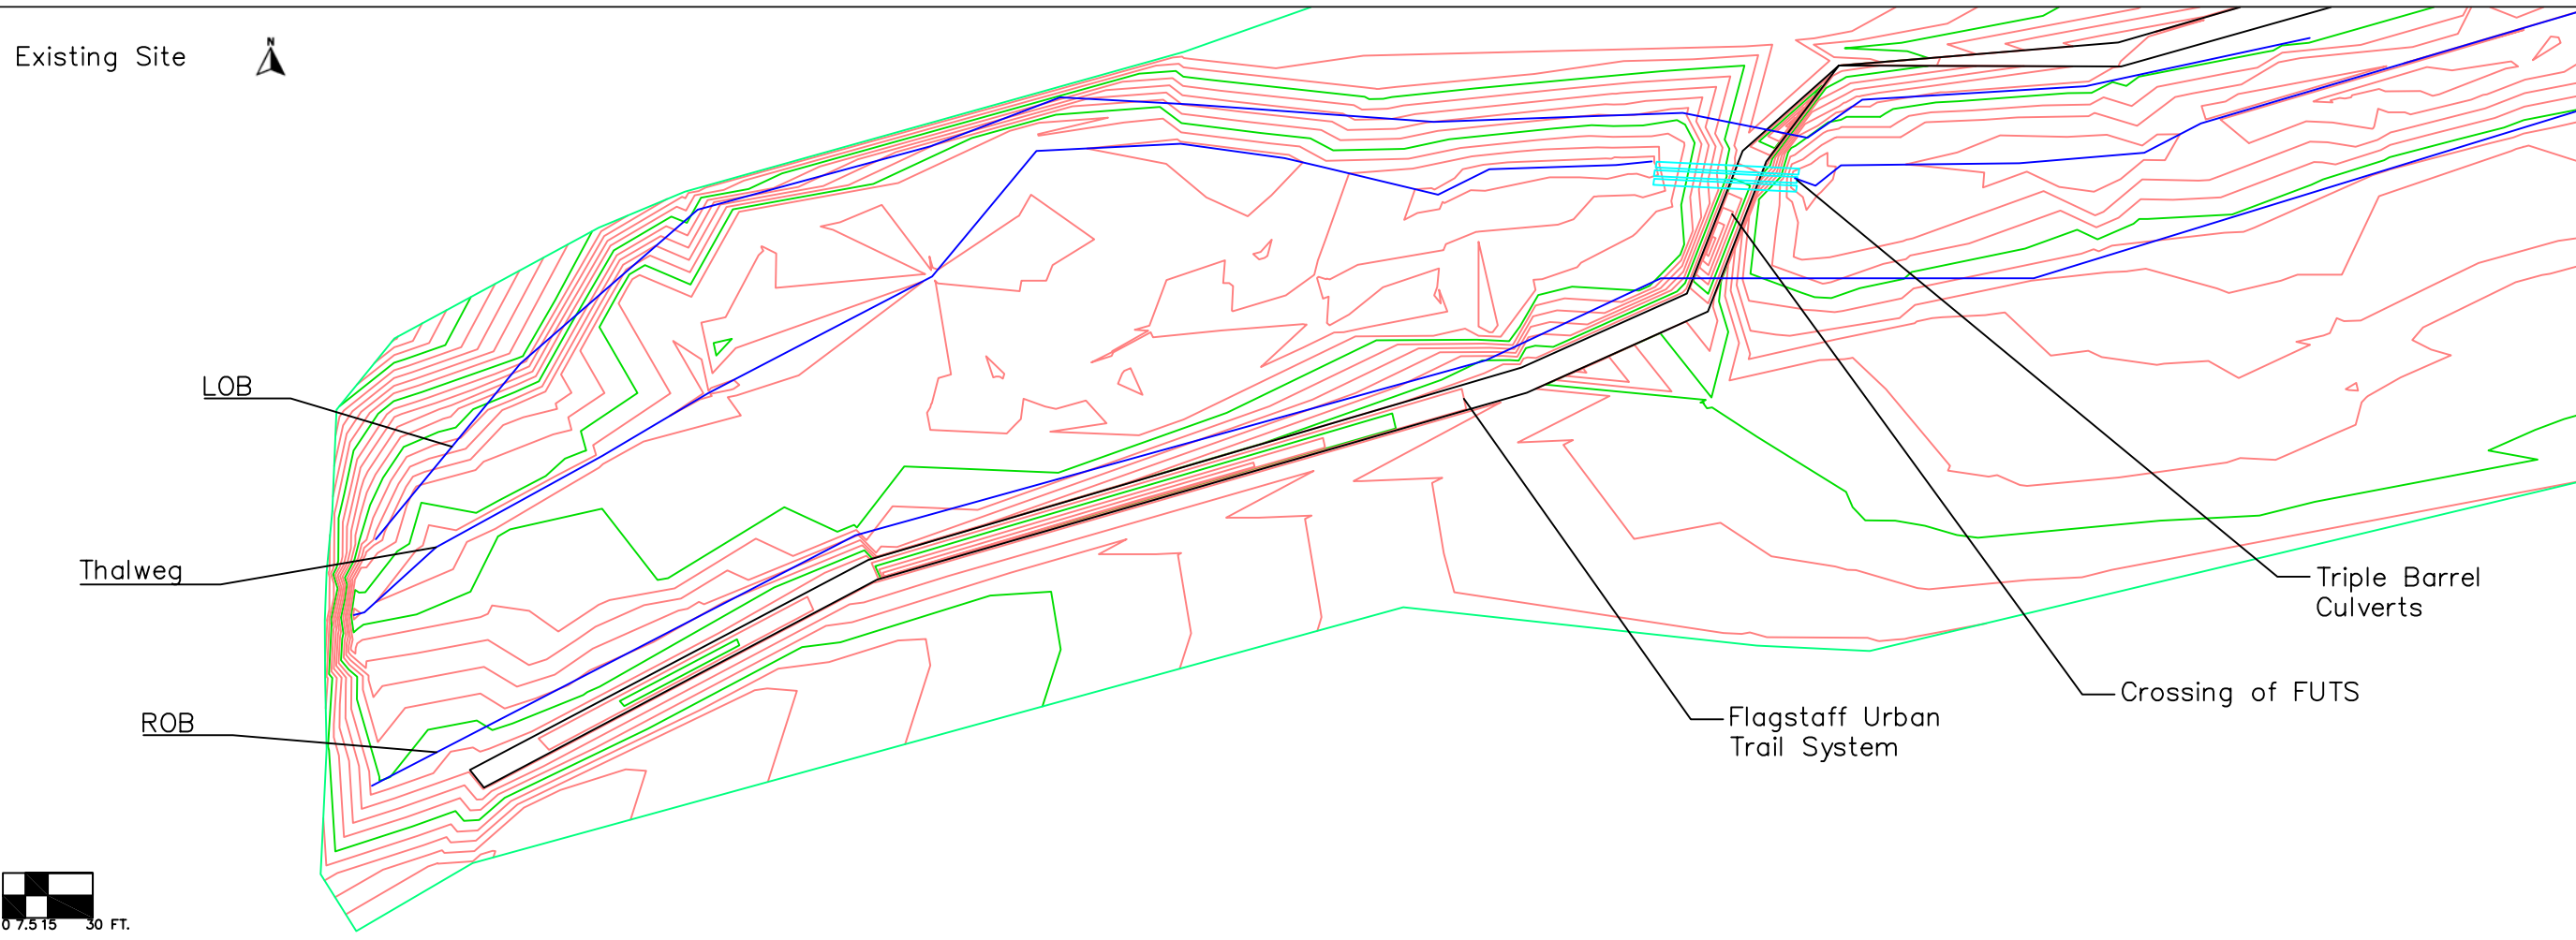 Existing Site
N
LOB
Thalweg
ROB
Triple Barrel
Culverts
Crossing of FUTS
Flagstaff Urban
Trail System
0 7.5 15 30 FT.